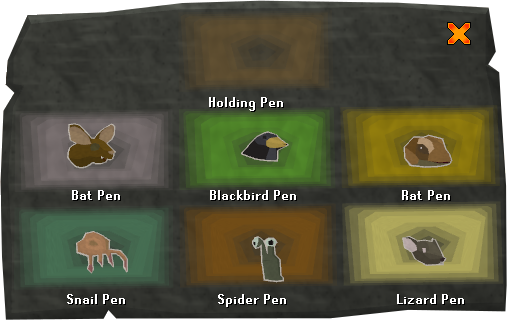 Holding Pen
Bat Pen
Blackbird Pen
Rat Pen
Snail Pen
Spider Pen
Lizard Pen